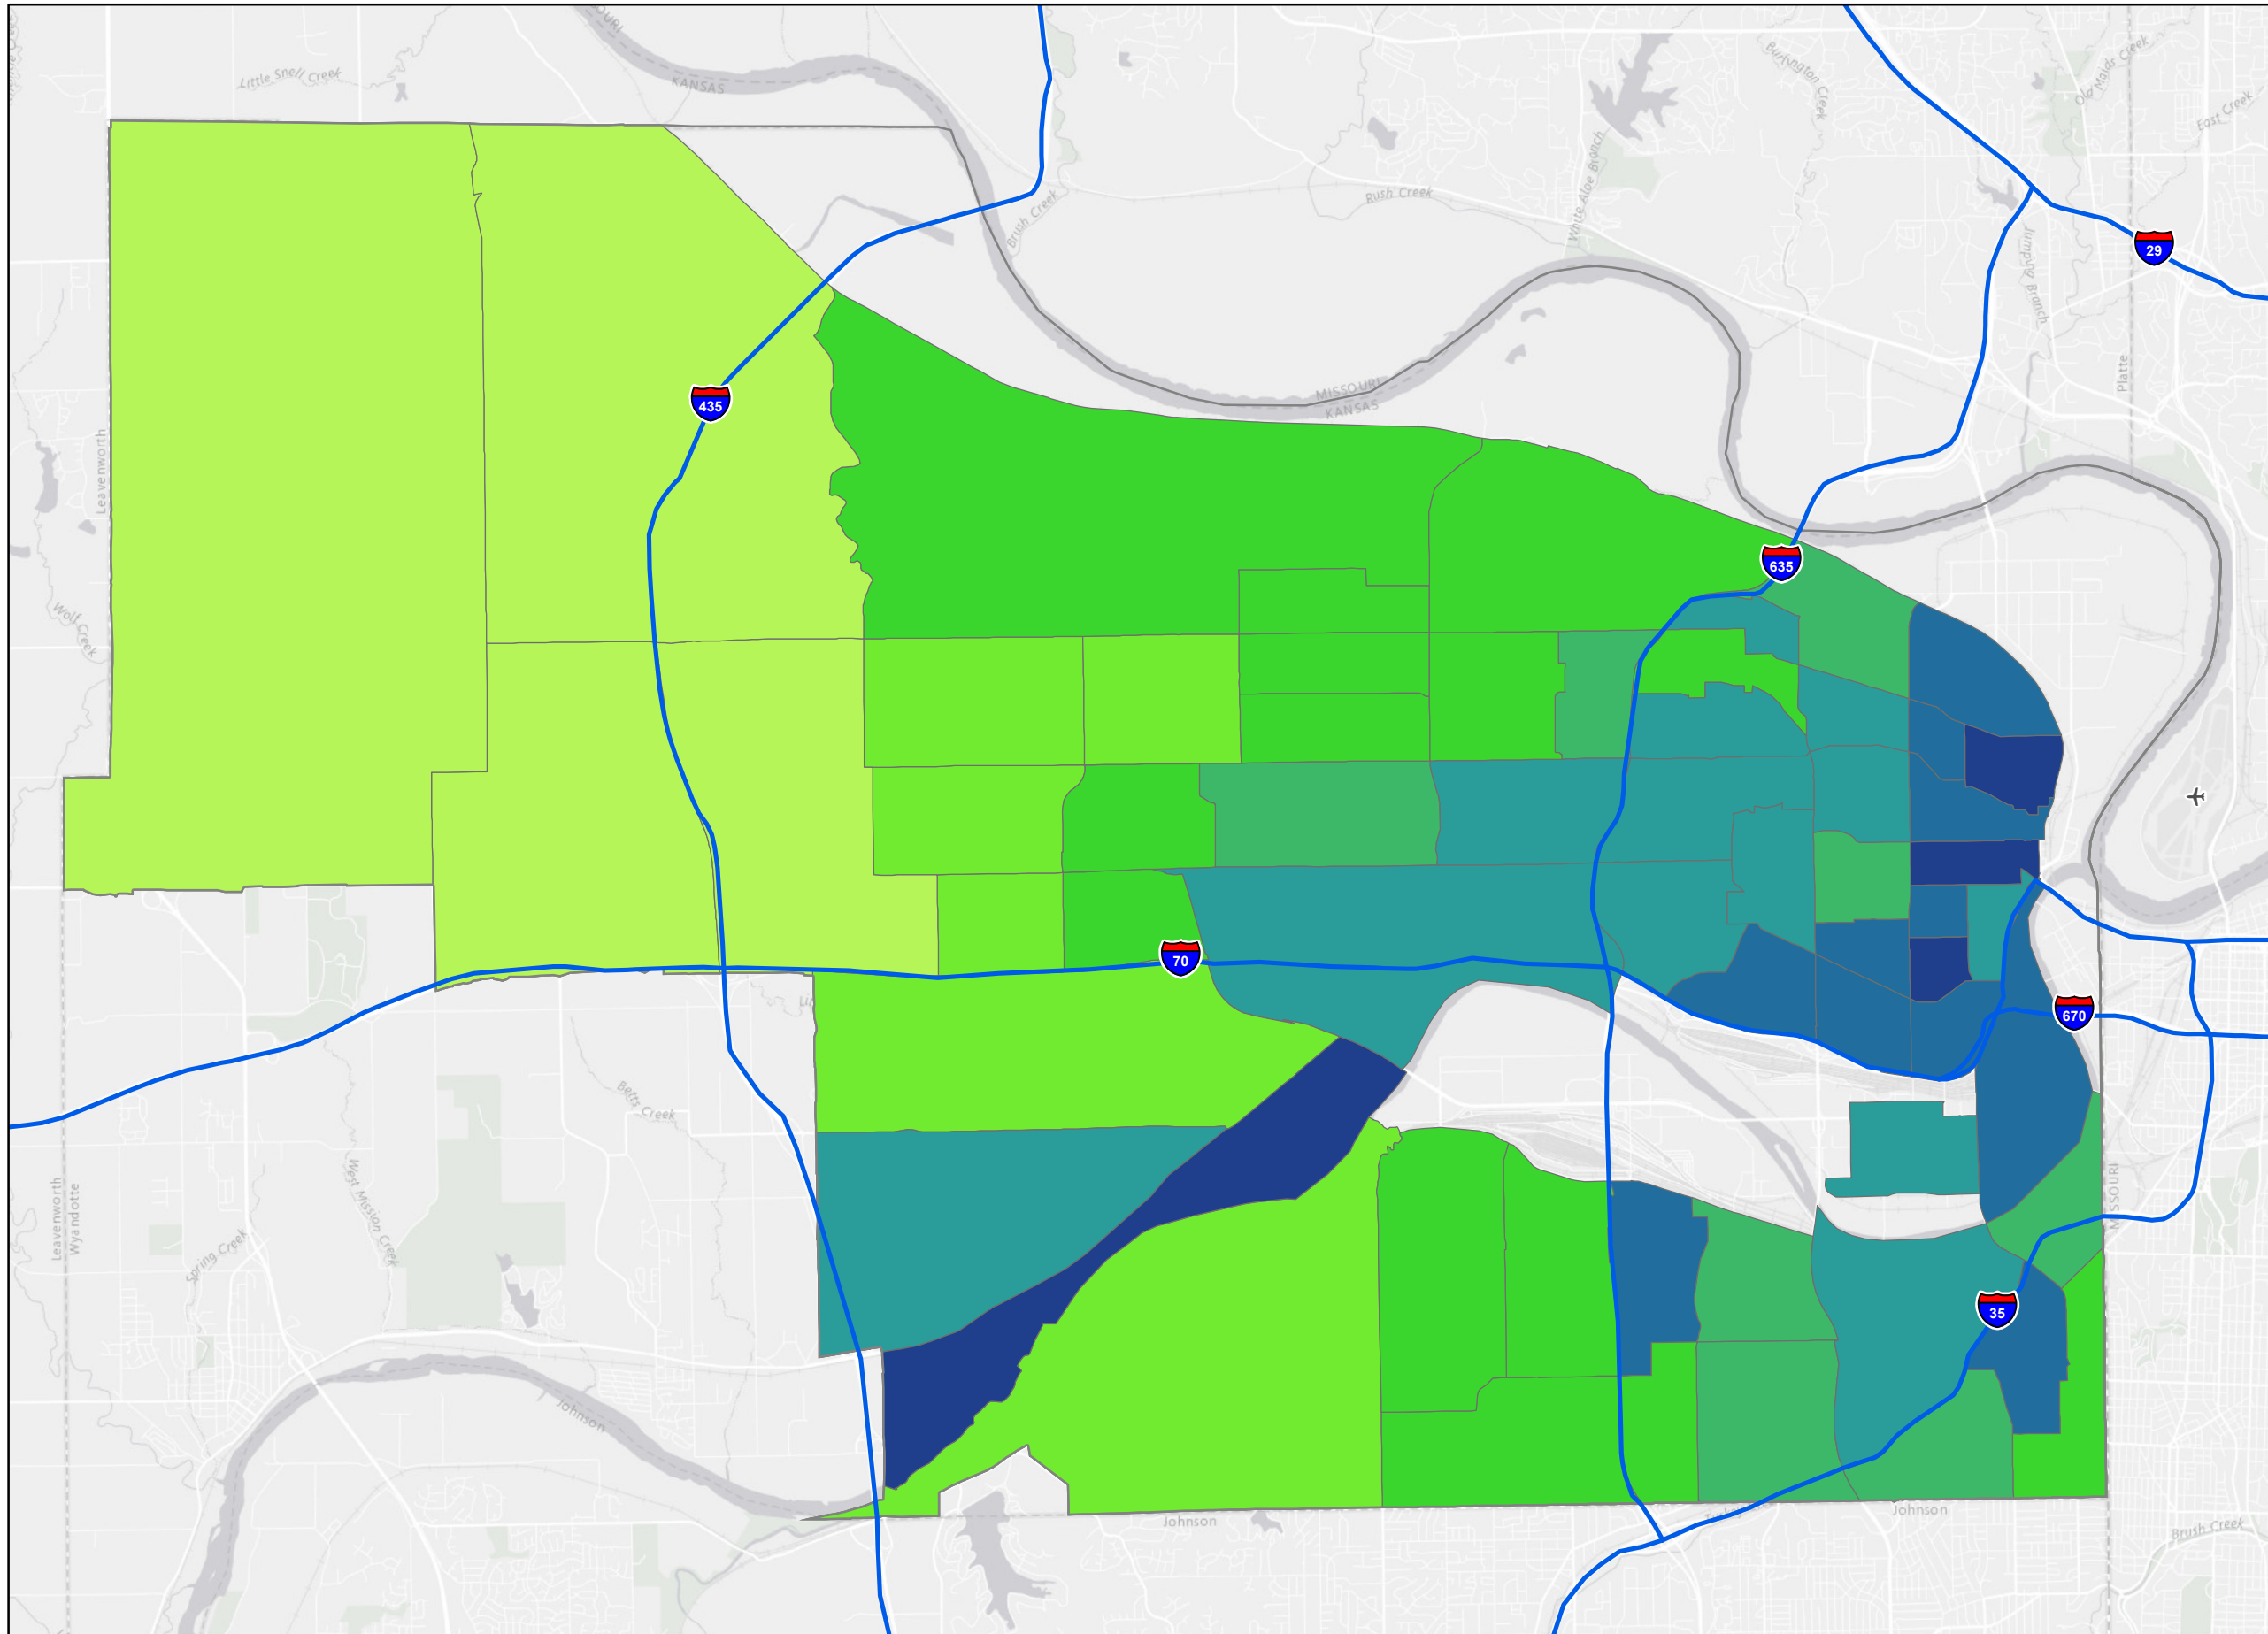 Little Snell Creek
KANSAS
Burlington Creek
Old Maids Creek
East Creek
Rush Creek
White Aloe Branch
Brush Creek
Jumping Branch
29
Platte
MISSOURI
KANSAS
435
Leavenworth
635
Wolf Creek
70
670
Betts Creek
West Mission Creek
Spring Creek
Leavenworth
Wyandotte
MISSOURI
35
Johnson
Johnson
Johnson
Brush Creek